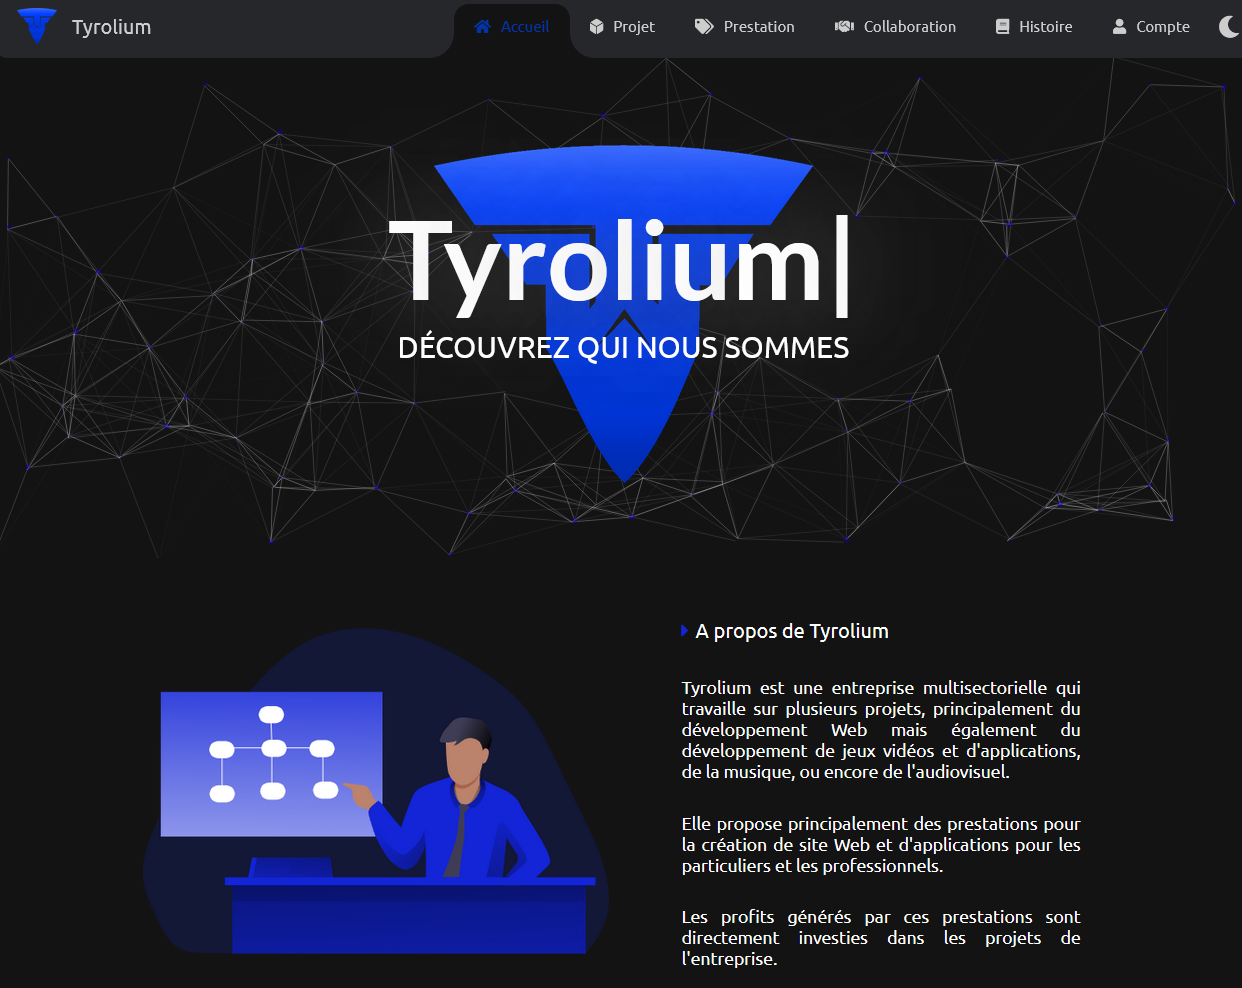 Tyrolium
Accueil
Projet
Prestation
Collaboration
Histoire
Compte
Tyrolium|
DÉCOUVREZ QUI NOUS SOMMES
A propos de Tyrolium
Tyrolium est une entreprise multisectorielle qui
travaille sur plusieurs projets, principalement du
développement Web mais également du
développement de jeux vidéos et d'applications,
de la musique, ou encore de l'audiovisuel.
Elle propose principalement des prestations pour
la création de site Web et d'applications pour les
particuliers et les professionnels.
Les profits générés par ces prestations sont
directement investies dans les projets de
l'entreprise.